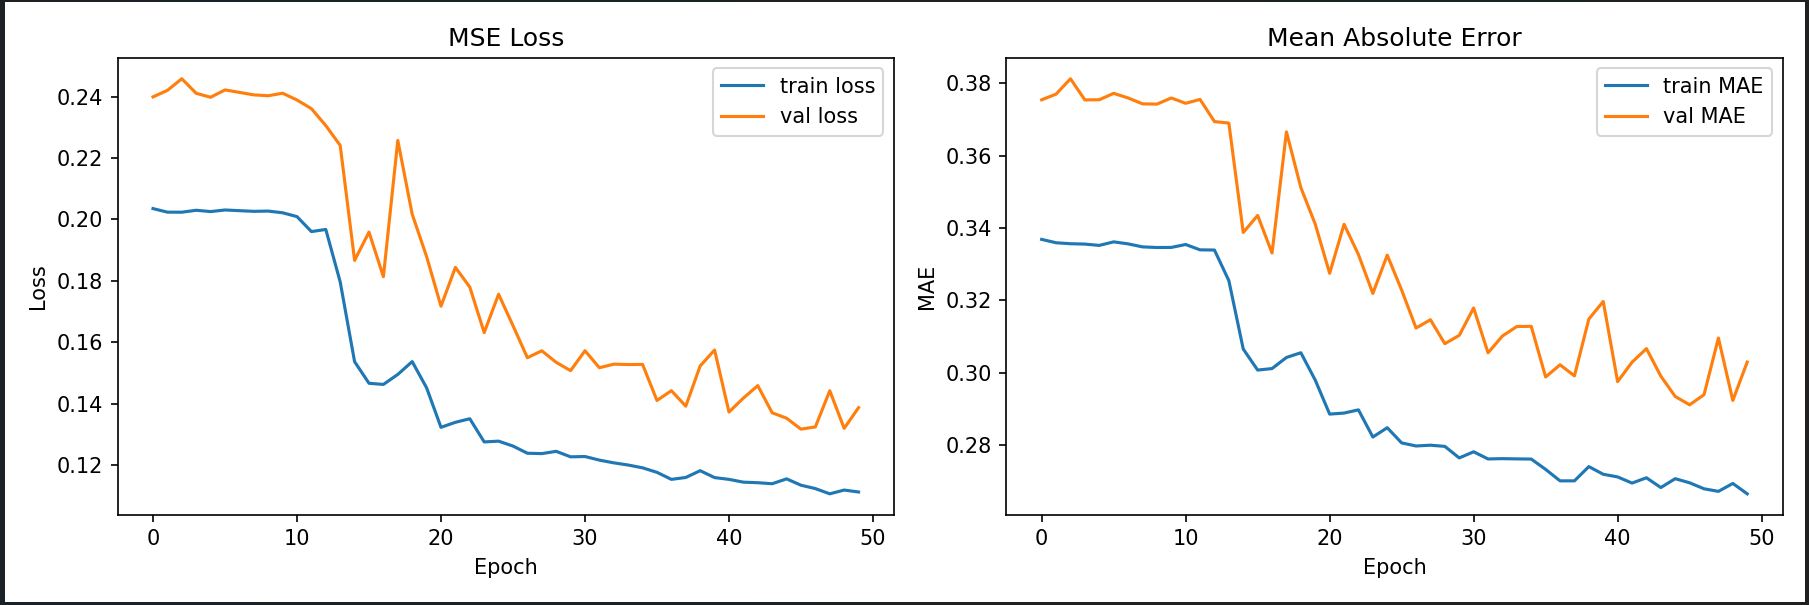 MSE Loss
train loss
val loss
0.24
0.22
0.20
0.18
0.16
0.14
0.12
Loss
0
10
20
30
40
50
Epoch
Mean Absolute Error
train MAE
val MAE
0.38
0.36
0.34
0.32
0.30
0.28
MAE
0
10
20
30
40
50
Epoch